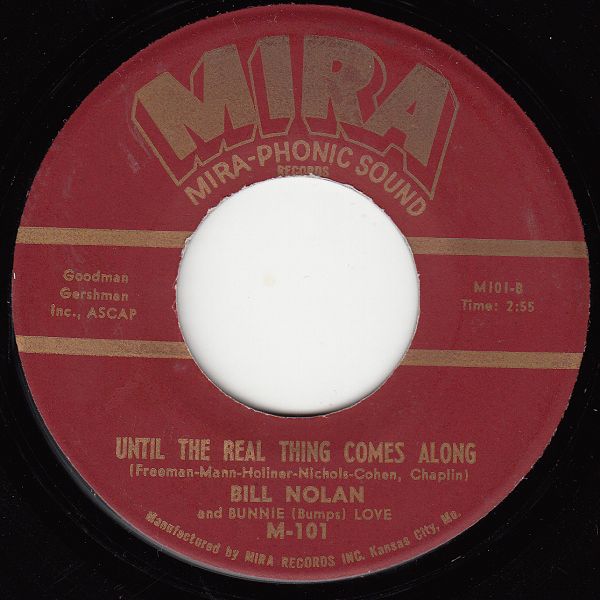 MIRA
MIRA-PHONIC SOUND
RECORDS
Goodman
Gershman
Inc., ASCAP
M101-B
Time: 2:55
UNTIL THE REAL THING COMES ALONG
(Freeman-Mann-Holiner-Nichols-Cohen, Chaplin)
BILL NOLAN
and BUNNIE (Bumps) LOVE
M-101
Manufactured by MIRA RECORDS INC. Kansas City, Mo.